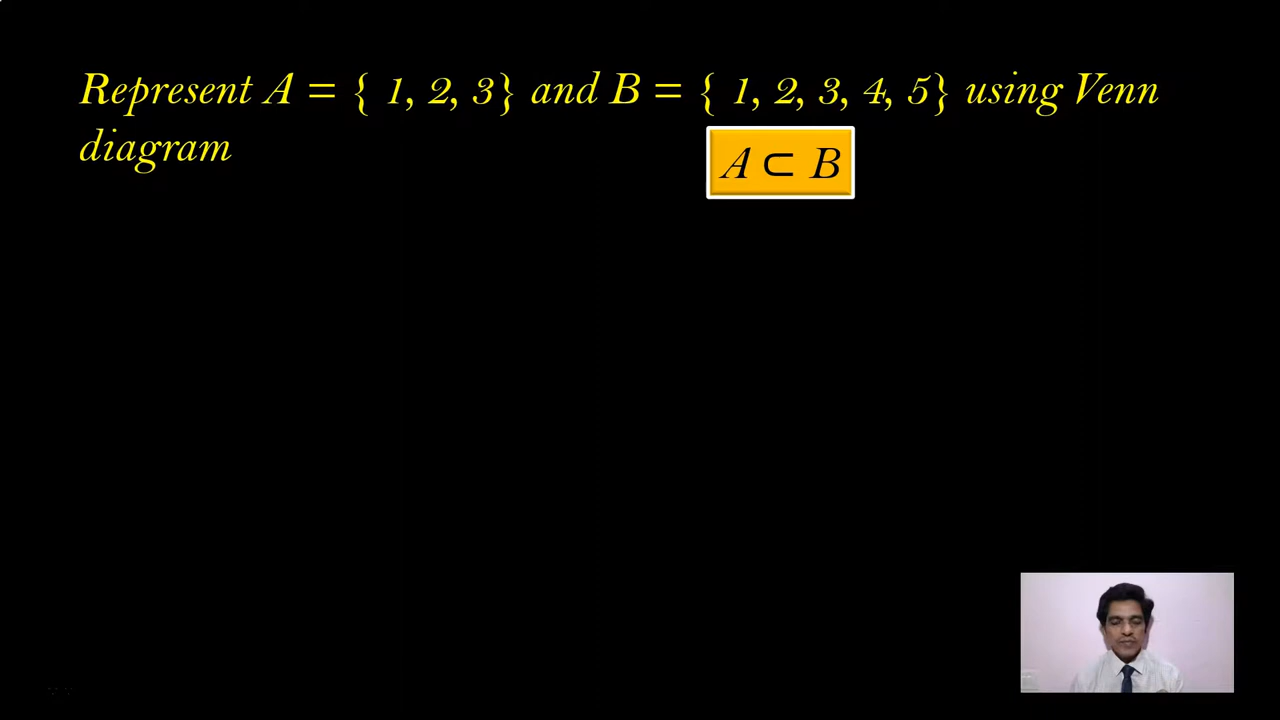 Represent A = { 1, 2, 3} and B = { 1, 2, 3, 4, 5} using Venn
diagram
A ⊂ B